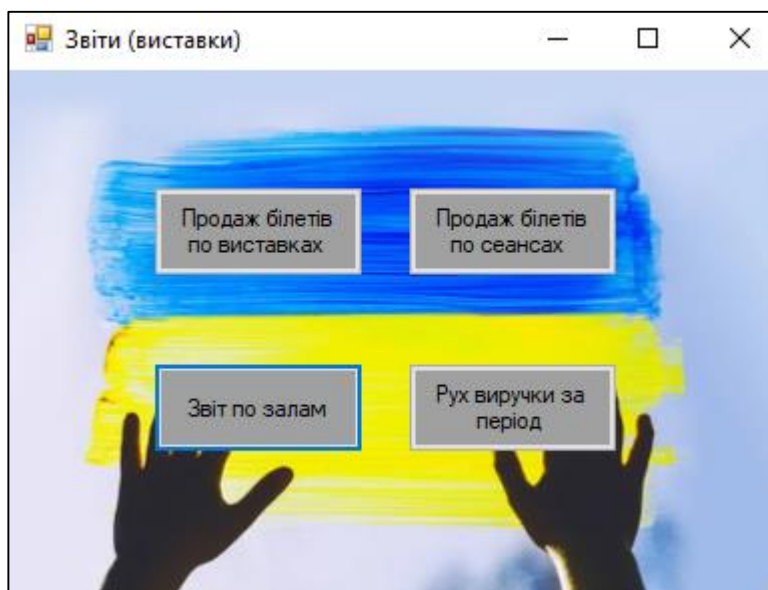 Звіти (виставки)
Продаж білетів
по виставках
Продаж білетів
по сеансах
Звіт по залам
Рух виручки за
період